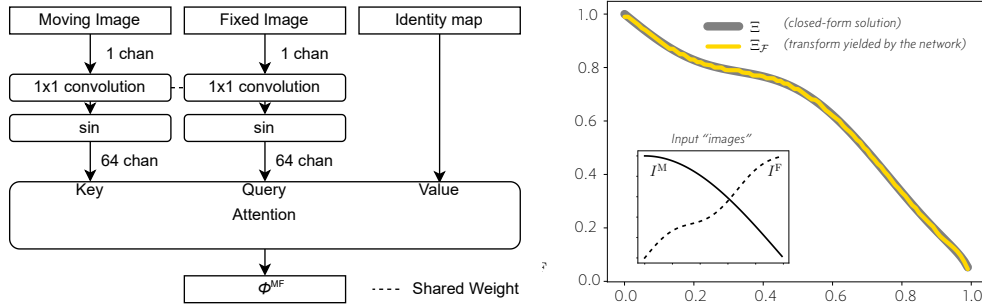 Moving Image
Fixed Image
Identity map
1 chan
1 chan
1x1 convolution
1x1 convolution
sin
sin
64 chan
64 chan
Key
Query
Value
Attention
ϕᴹᶠ
Shared Weight
1.0
0.8
0.6
0.4
0.2
0.0
0.0
0.2
0.4
0.6
0.8
1.0
Ξ (closed-form solution)
Ξ_ℱ (transform yielded by the network)
Input “images”
Iᴹ
Iᶠ